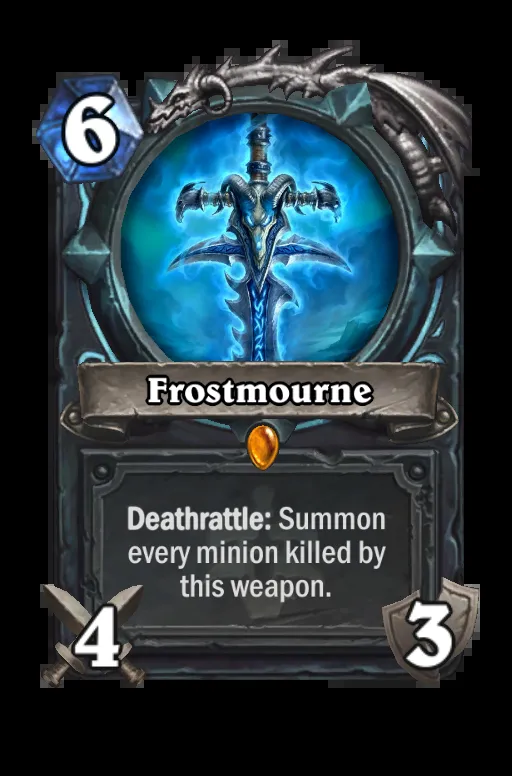 6
Frostmourne
Deathrattle: Summon
every minion killed by
this weapon.
4
3